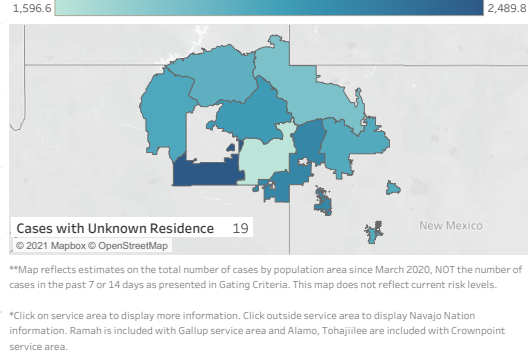 1,596.6 2,489.8
New Mexico
Cases with Unknown Residence 19
© 2021 Mapbox © OpenStreetMap
**Map reflects estimates on the total number of cases by population area since March 2020, NOT the number of
cases in the past 7 or 14 days as presented in Gating Criteria. This map does not reflect current risk levels.
*Click on service area to display more information. Click outside service area to display Navajo Nation
information. Ramah is included with Gallup service area and Alamo, Tohajiilee are included with Crownpoint
service area.